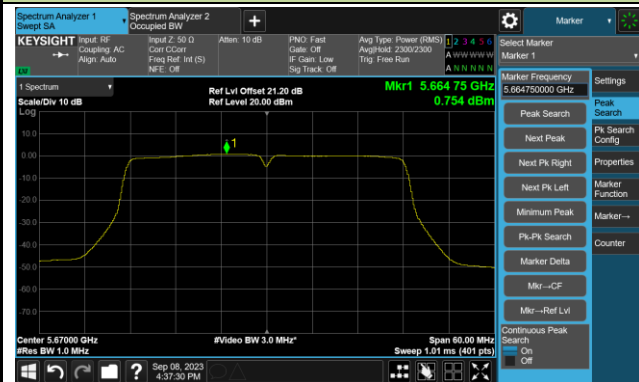 Spectrum Analyzer 1
Swept SA
Spectrum Analyzer 2
Occupied BW
Marker
KEYSIGHT
Input: RF
Coupling: AC
Align: Auto
Input Z: 50 Ω
Corr CCorr
Freq Ref: Int (S)
NFE: Off
Atten: 10 dB
PNO: Fast
Gate: Off
IF Gain: Low
Sig Track: Off
Avg Type: Power (RMS)
Avg|Hold: 2300/2300
Trig: Free Run
1 2 3 4 5 6
A W W W W W
A N N N N N
LXI
Select Marker
Marker 1
1 Spectrum
Scale/Div 10 dB
Log
Ref Lvl Offset 21.20 dB
Ref Level 20.00 dBm
Mkr1 5.664 75 GHz
0.754 dBm
10.0
0.00
-10.0
-20.0
-30.0
-40.0
-50.0
-60.0
-70.0
1
Center 5.67000 GHz
#Res BW 1.0 MHz
#Video BW 3.0 MHz*
Span 60.00 MHz
Sweep 1.01 ms (401 pts)
Marker Frequency
5.664750000 GHz
Peak Search
Next Peak
Next Pk Right
Next Pk Left
Minimum Peak
Pk-Pk Search
Marker Delta
Mkr→CF
Mkr→Ref Lvl
Continuous Peak
Search
On
Off
Settings
Peak
Search
Pk Search
Config
Properties
Marker
Function
Marker→
Counter
Sep 08, 2023
4:37:30 PM